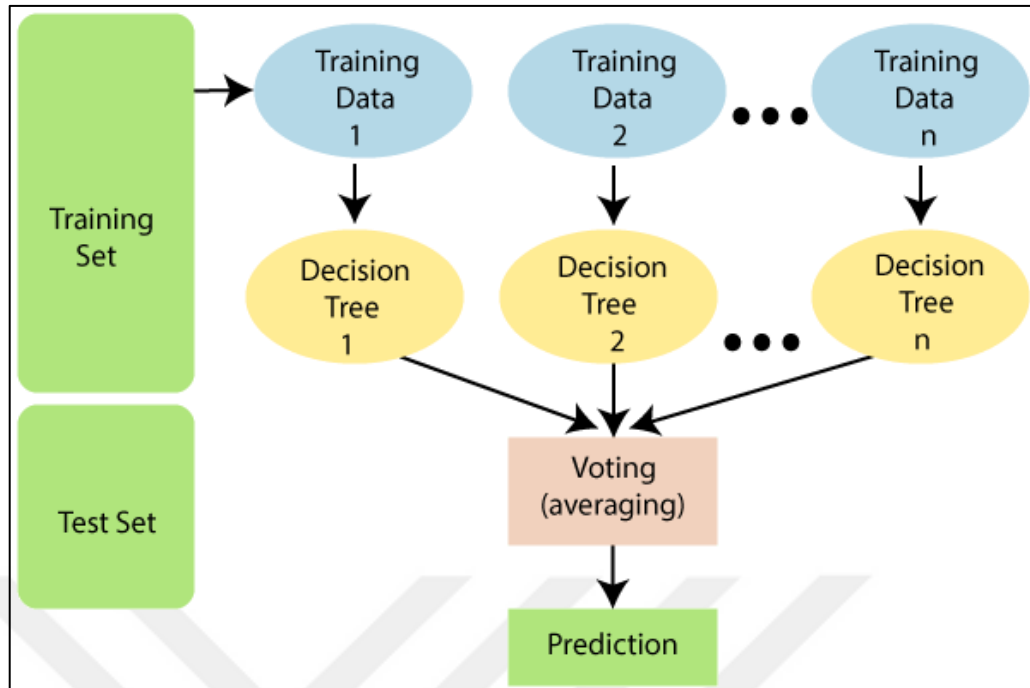 Training
Set
Training
Data
1
Training
Data
2
Training
Data
n
Decision
Tree
1
Decision
Tree
2
Decision
Tree
n
Test Set
Voting
(averaging)
Prediction